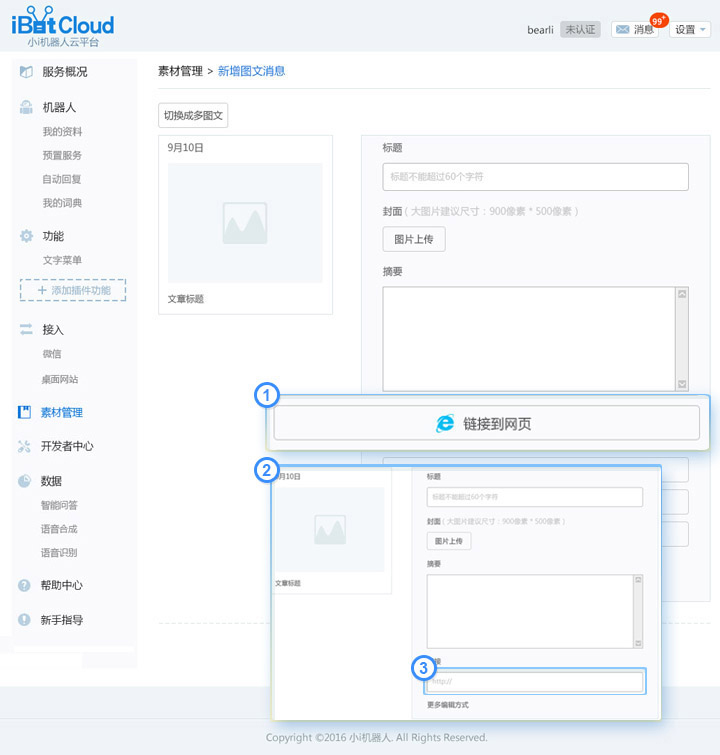 iBotCloud
小i机器人云平台
bearli 未认证 消息 99+ 设置
服务概况
机器人
我的资料
预置服务
自动回复
我的词典
功能
文字菜单
+ 添加插件功能
接入
微信
桌面网站
素材管理
开发者中心
数据
智能问答
语音合成
语音识别
帮助中心
新手指导
素材管理 > 新增图文消息
切换成多图文
9月10日
文章标题
标题
标题不能超过60个字符
封面 ( 大图片建议尺寸：900像素 * 500像素 )
图片上传
摘要
1
链接到网页
2
月10日
文章标题
标题
标题不能超过60个字符
封面 ( 大图片建议尺寸：900像素 * 500像素 )
图片上传
摘要
3
接
http://
更多编辑方式
Copyright ©2016 小i机器人. All Rights Reserved.